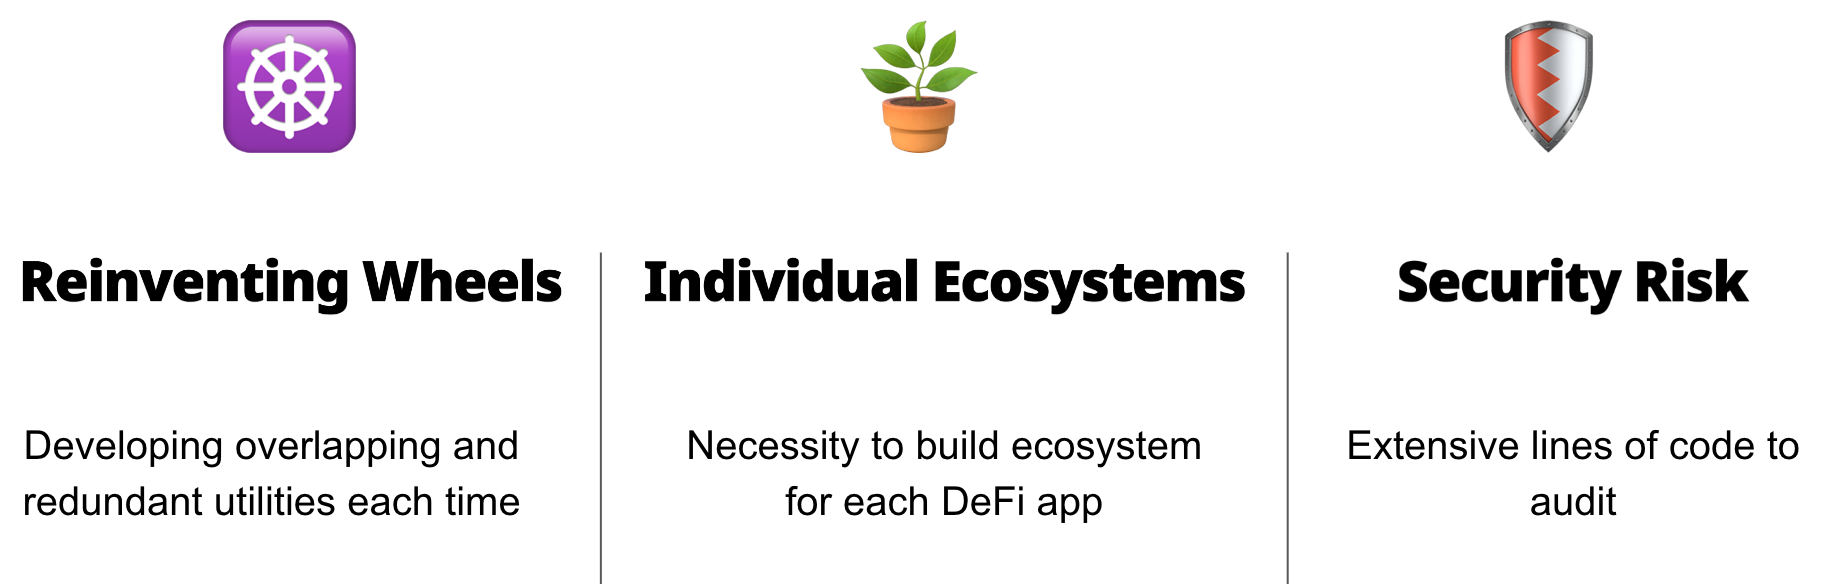 Reinventing Wheels
Developing overlapping and
redundant utilities each time
Individual Ecosystems
Necessity to build ecosystem
for each DeFi app
Security Risk
Extensive lines of code to
audit